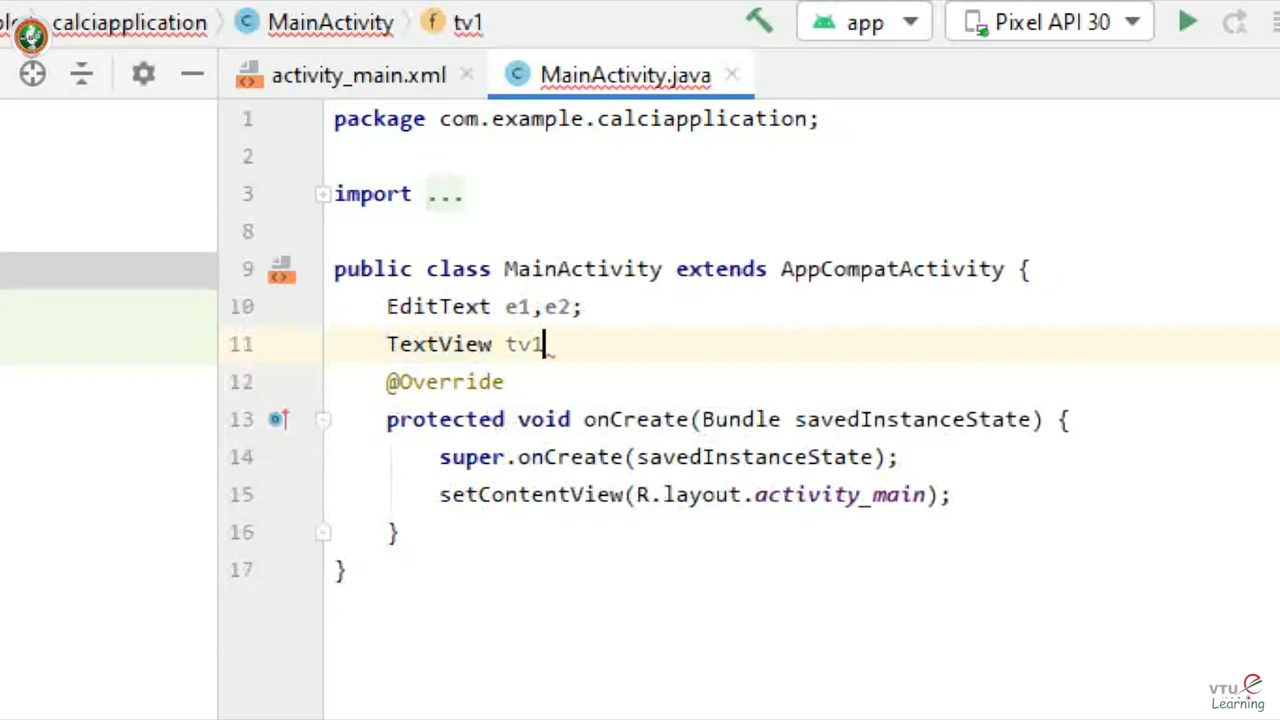 calciapplication MainActivity tv1 app Pixel API 30
activity_main.xml MainActivity.java
1 package com.example.calciapplication;
2
3 import ...
8
9 public class MainActivity extends AppCompatActivity {
10 EditText e1,e2;
11 TextView tv1
12 @Override
13 protected void onCreate(Bundle savedInstanceState) {
14 super.onCreate(savedInstanceState);
15 setContentView(R.layout.activity_main);
16 }
17 }
VTU e
Learning